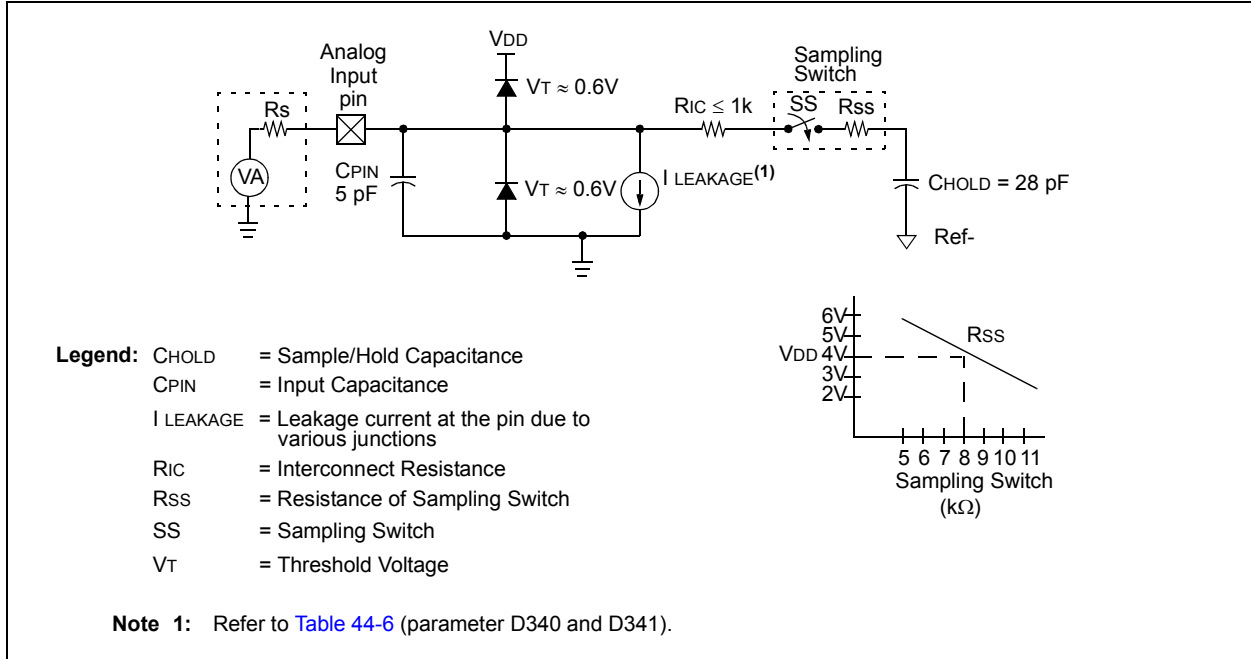 VDD
Analog
Input
pin
Sampling
Switch
VT ≈ 0.6V
RIC ≤ 1k
SS
Rss
Rs
VA
CPIN
5 pF
VT ≈ 0.6V
I LEAKAGE(1)
CHOLD = 28 pF
Ref-
6V
5V
VDD 4V
3V
2V
RSS
5 6 7 8 9 10 11
Sampling Switch
(kΩ)
Legend: CHOLD = Sample/Hold Capacitance
CPIN = Input Capacitance
I LEAKAGE = Leakage current at the pin due to
various junctions
RIC = Interconnect Resistance
RSS = Resistance of Sampling Switch
SS = Sampling Switch
VT = Threshold Voltage
Note 1: Refer to Table 44-6 (parameter D340 and D341).